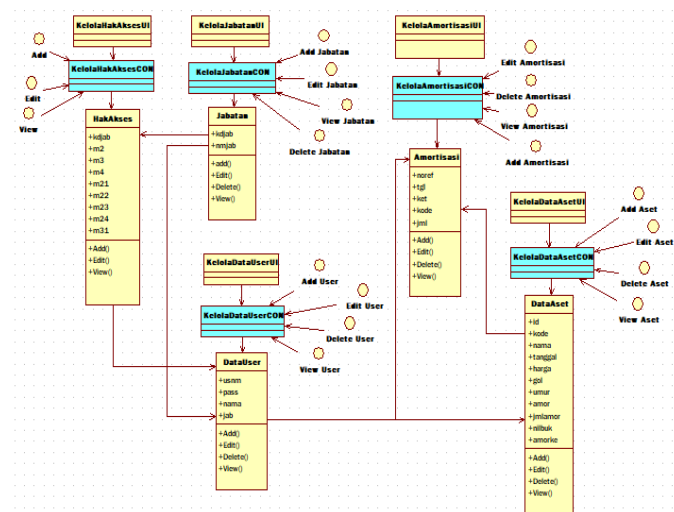 KelolaHakAksesUI
Add
KelolaHakAksesCON
Edit
View
HakAkses
+kdjab
+m2
+m3
+m4
+m21
+m22
+m23
+m24
+m31
+Add()
+Edit()
+View()
KelolaJabatanUI
Add Jabatan
KelolaJabatanCON
Edit Jabatan
View Jabatan
Delete Jabatan
Jabatan
+kdjab
+nmjab
+add()
+Edit()
+Delete()
+View()
KelolaAmortisasiUI
Edit Amortisasi
KelolaAmortisasiCON
Delete Amortisasi
View Amortisasi
Add Amortisasi
Amortisasi
+noref
+tgl
+ket
+kode
+jml
+Add()
+Edit()
+Delete()
+View()
KelolaDataAsetUI
Add Aset
Edit Aset
KelolaDataAsetCON
Delete Aset
View Aset
DataAset
+id
+kode
+nama
+tanggal
+harga
+gol
+umur
+amor
+jmlamor
+nilbuk
+amorke
+Add()
+Edit()
+Delete()
+View()
KelolaDataUserUI
Add User
Edit User
KelolaDataUserCON
Delete User
View User
DataUser
+usnm
+pass
+nama
+jab
+Add()
+Edit()
+Delete()
+View()